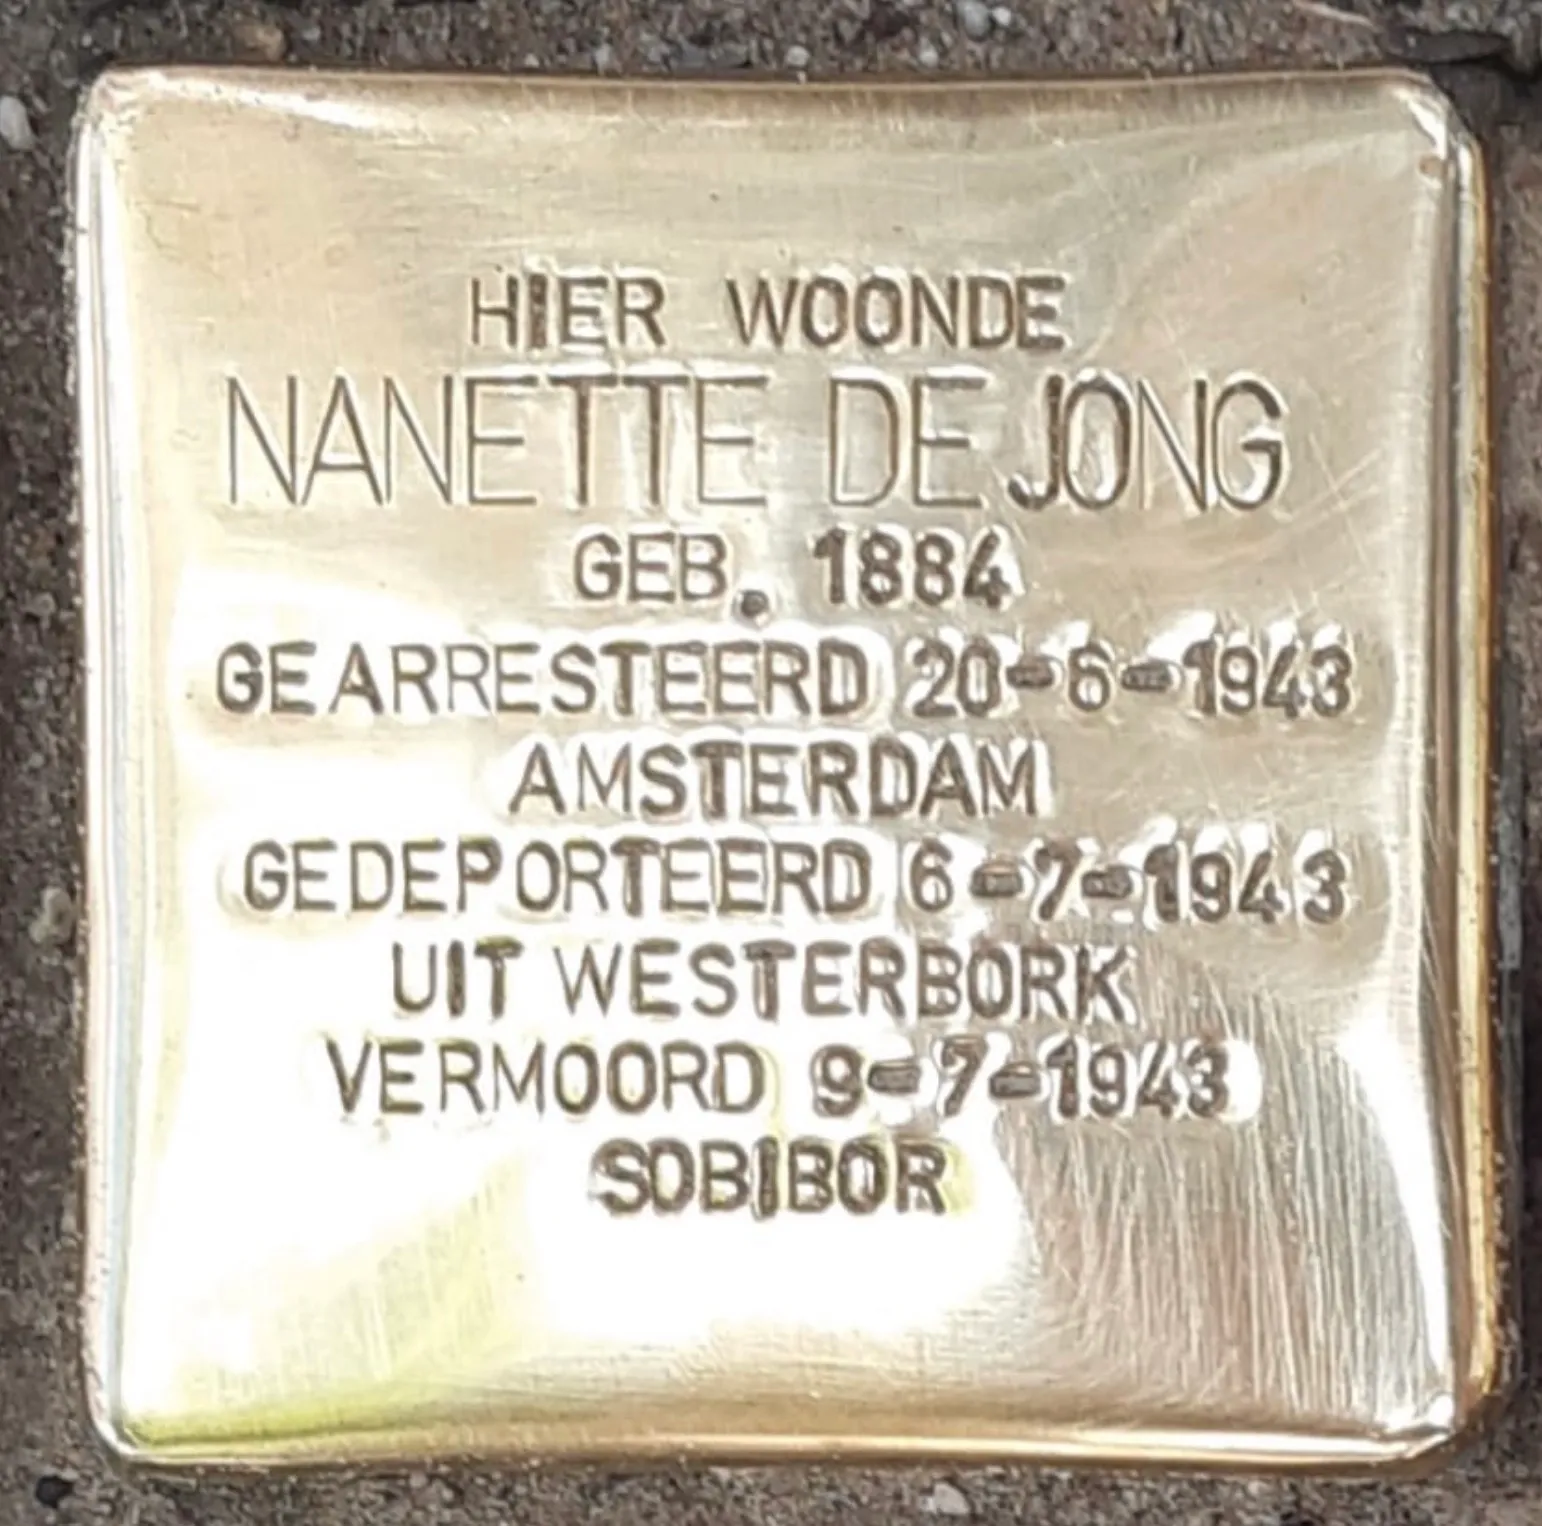 HIER WOONDE
NANETTE DE JONG
GEB. 1884
GEARRESTEERD 20-6-1943
AMSTERDAM
GEDEPORTEERD 6-7-1943
UIT WESTERBORK
VERMOORD 9-7-1943
SOBIBOR